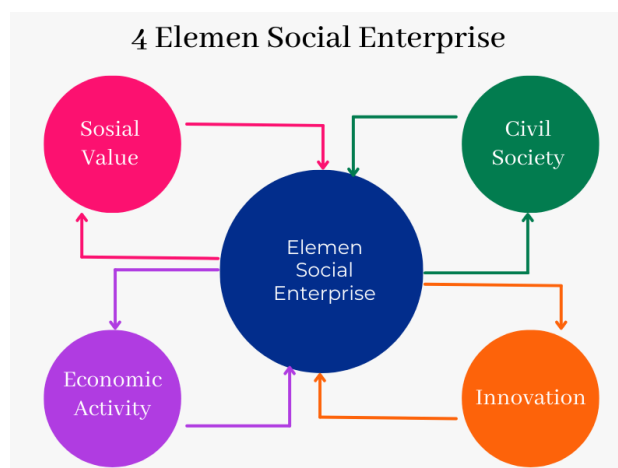 4 Elemen Social Enterprise
Sosial
Value
Civil
Society
Elemen
Social
Enterprise
Economic
Activity
Innovation